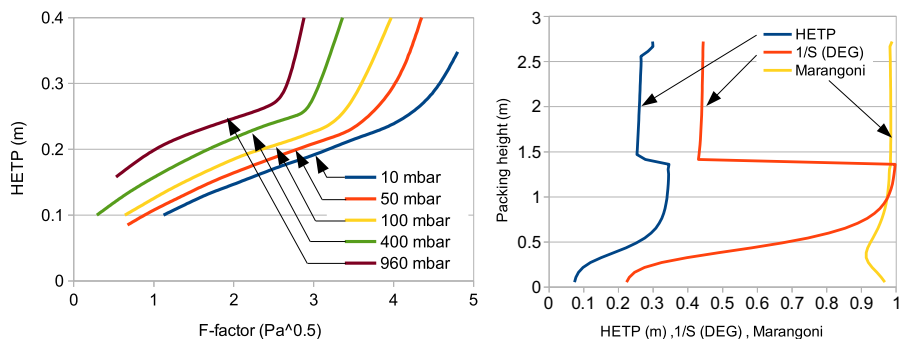 0.4
0.3
0.2
0.1
0
HETP (m)
10 mbar
50 mbar
100 mbar
400 mbar
960 mbar
0 1 2 3 4 5
F-factor (Pa^0.5)
3
2.5
2
1.5
1
0.5
0
Packing height (m)
HETP
1/S (DEG)
Marangoni
0 0.1 0.2 0.3 0.4 0.5 0.6 0.7 0.8 0.9 1
HETP (m) ,1/S (DEG) , Marangoni